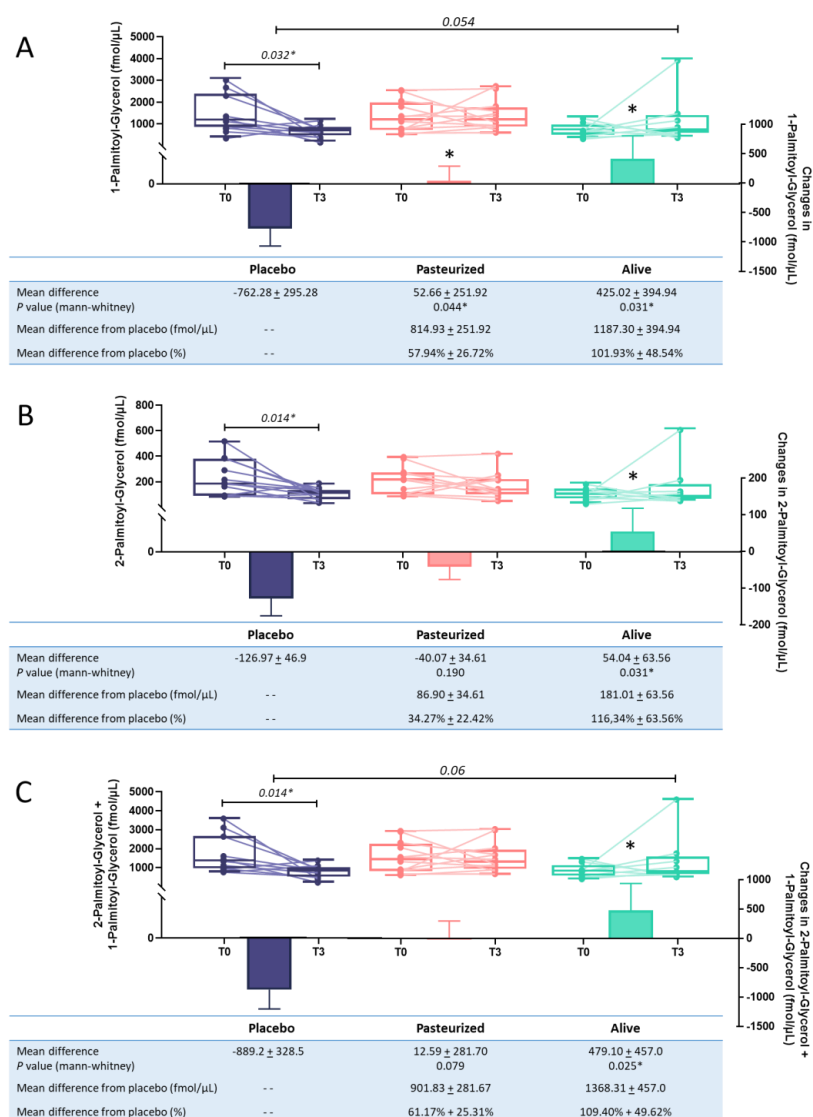 A
0.054
1-Palmitoyl-Glycerol (fmol/µL)
5000
4000
3000
2000
1000
0
0.032*
*
*
T0
T3
T0
T3
T0
T3
1000
500
0
-500
-1000
-1500
Changes in
1-Palmitoyl-Glycerol (fmol/µL)
Placebo Pasteurized Alive
Mean difference -762.28 ± 295.28 52.66 ± 251.92 425.02 ± 394.94
P value (mann-whitney) 0.044* 0.031*
Mean difference from placebo (fmol/µL) - - 814.93 ± 251.92 1187.30 ± 394.94
Mean difference from placebo (%) - - 57.94% ± 26.72% 101.93% ± 48.54%
B
2-Palmitoyl-Glycerol (fmol/µL)
800
600
400
200
0
0.014*
*
T0
T3
T0
T3
T0
T3
200
100
0
-100
-200
Changes in 2-Palmitoyl-Glycerol (fmol/µL)
Placebo Pasteurized Alive
Mean difference -126.97 ± 46.9 -40.07 ± 34.61 54.04 ± 63.56
P value (mann-whitney) 0.190 0.031*
Mean difference from placebo (fmol/µL) - - 86.90 ± 34.61 181.01 ± 63.56
Mean difference from placebo (%) - - 34.27% ± 22.42% 116,34% ± 63.56%
C
0.06
2-Palmitoyl-Glycerol +
1-Palmitoyl-Glycerol (fmol/µL)
5000
4000
3000
2000
1000
0
0.014*
*
T0
T3
T0
T3
T0
T3
1000
500
0
-500
-1000
-1500
Changes in 2-Palmitoyl-Glycerol +
1-Palmitoyl-Glycerol (fmol/µL)
Placebo Pasteurized Alive
Mean difference -889.2 ± 328.5 12.59 ± 281.70 479.10 ± 457.0
P value (mann-whitney) 0.079 0.025*
Mean difference from placebo (fmol/µL) - - 901.83 ± 281.67 1368.31 ± 457.0
Mean difference from placebo (%) - - 61.17% ± 25.31% 109.40% ± 49.62%